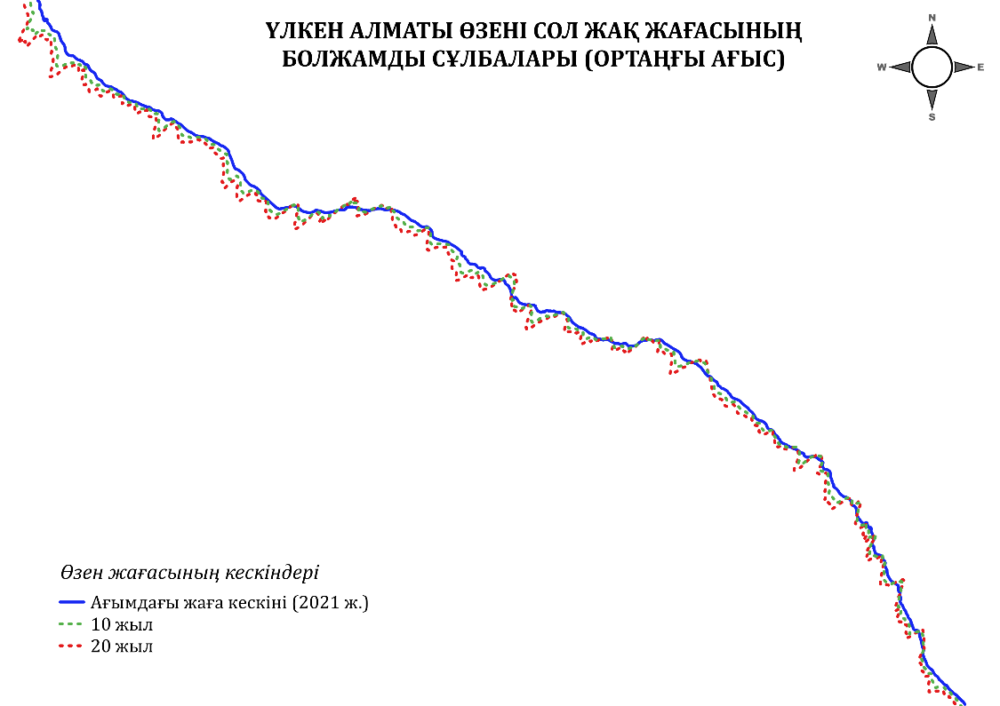 ҮЛКЕН АЛМАТЫ ӨЗЕНІ СОЛ ЖАҚ ЖАҒАСЫНЫҢ
БОЛЖАМДЫ СҰЛБАЛАРЫ (ОРТАҢҒЫ АҒЫС)
N
W
E
S
Өзен жағасының кескіндері
Ағымдағы жаға кескіні (2021 ж.)
10 жыл
20 жыл